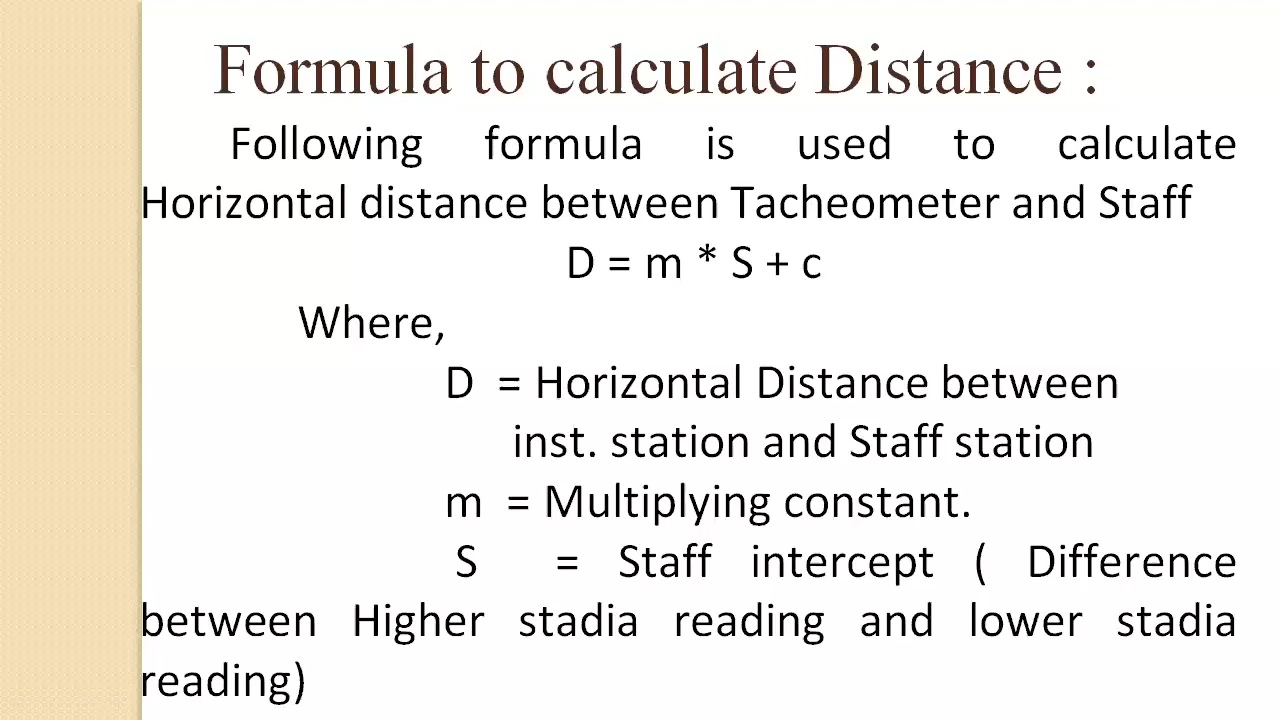 Formula to calculate Distance :
Following formula is used to calculate
Horizontal distance between Tacheometer and Staff
D = m * S + c
Where,
D = Horizontal Distance between
inst. station and Staff station
m = Multiplying constant.
S = Staff intercept ( Difference
between Higher stadia reading and lower stadia
reading)